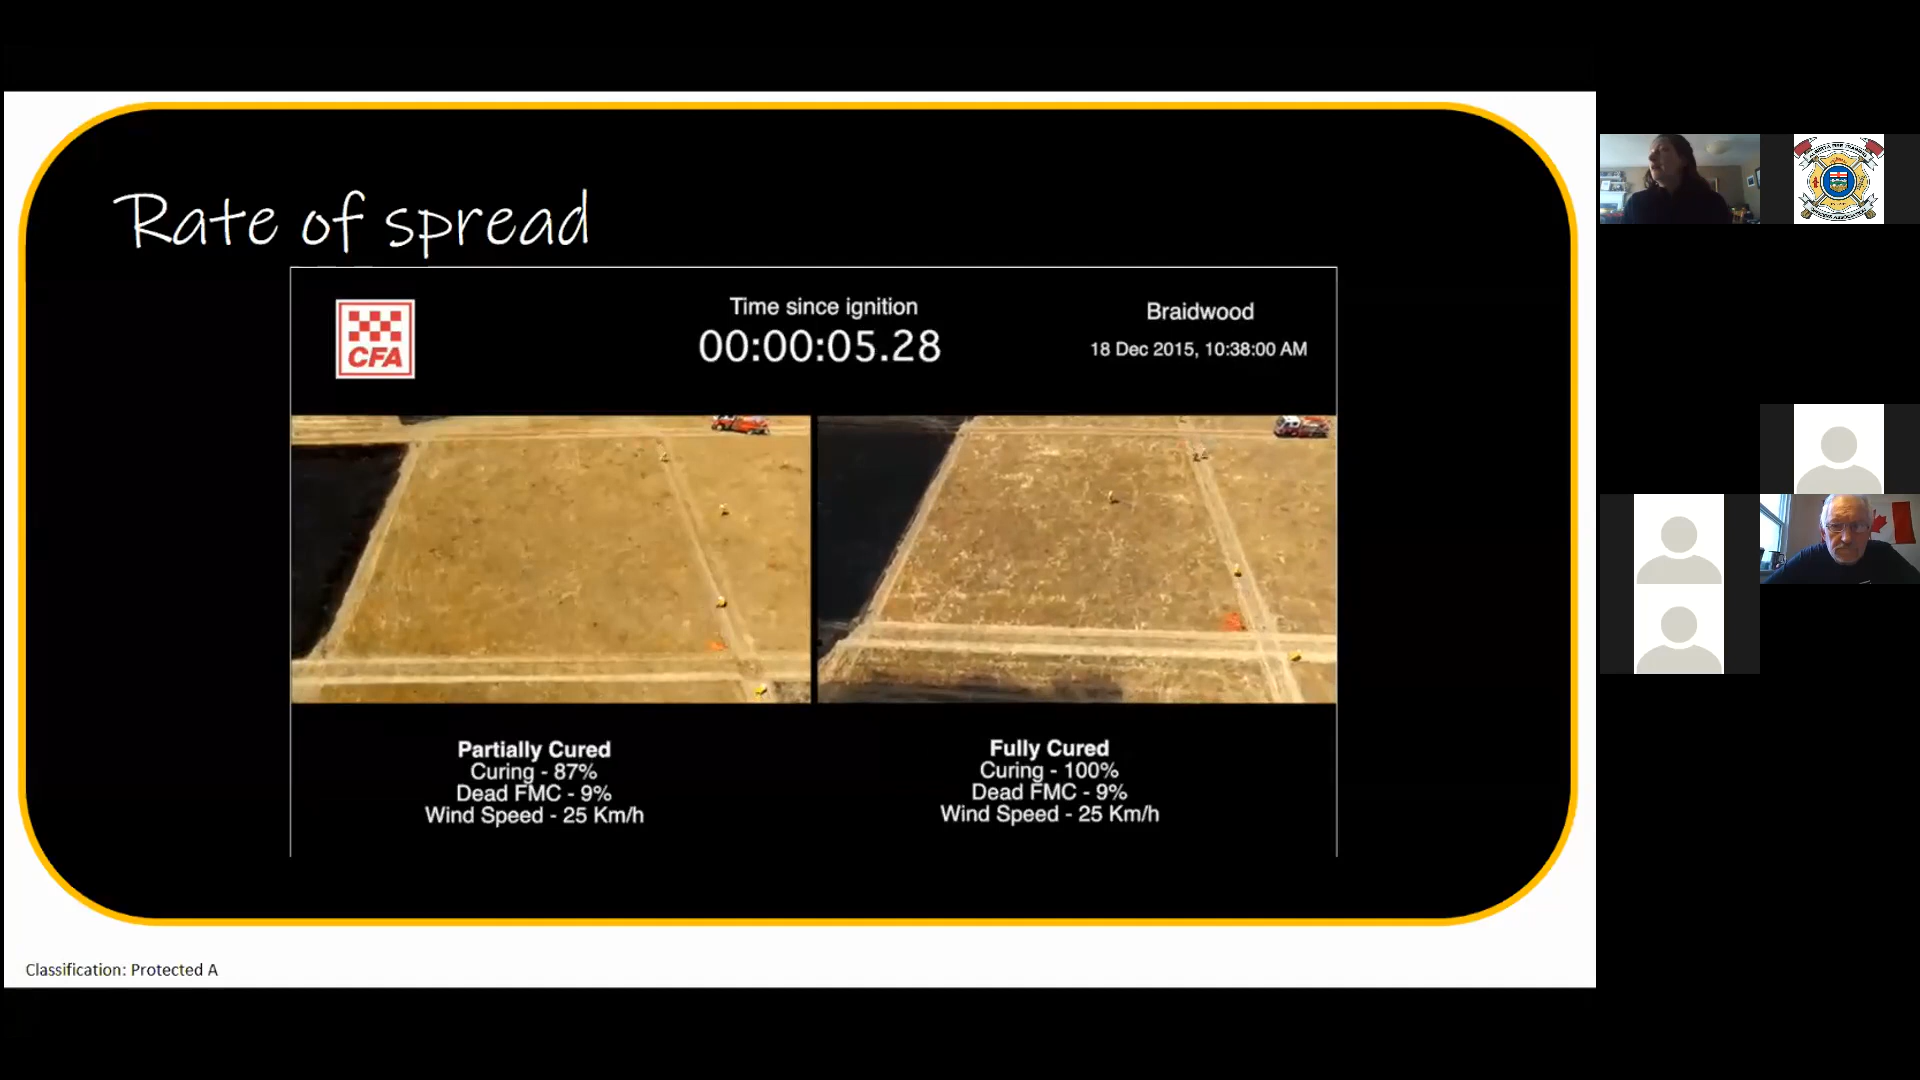 Rate of spread
CFA
Time since ignition
00:00:05.28
Braidwood
18 Dec 2015, 10:38:00 AM
Partially Cured
Curing - 87%
Dead FMC - 9%
Wind Speed - 25 Km/h
Fully Cured
Curing - 100%
Dead FMC - 9%
Wind Speed - 25 Km/h
Classification: Protected A